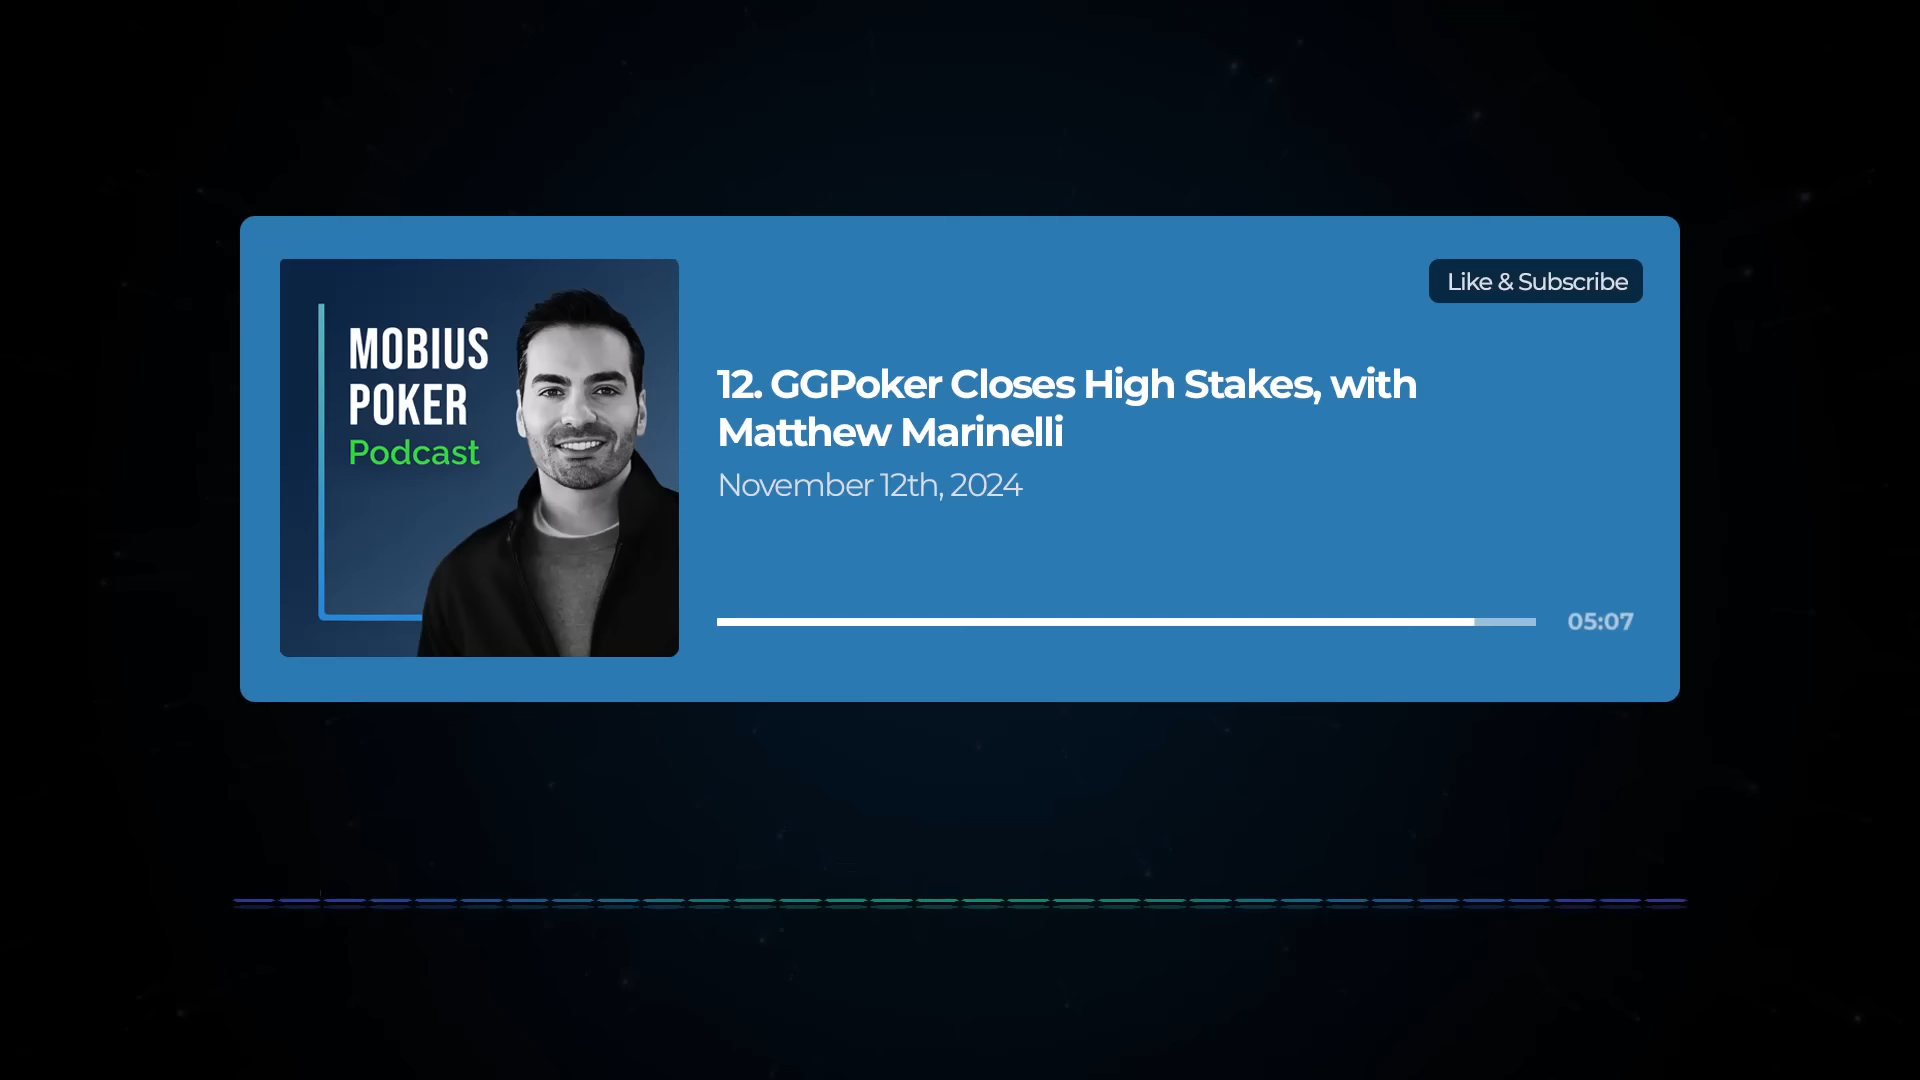 MOBIUS
POKER
Podcast
Like & Subscribe
12. GGPoker Closes High Stakes, with
Matthew Marinelli
November 12th, 2024
05:07